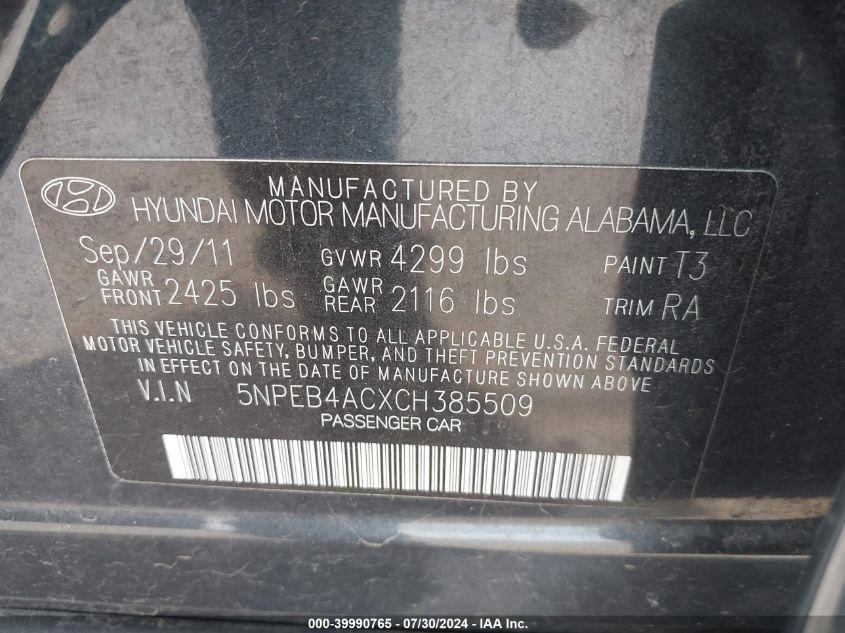 MANUFACTURED BY
HYUNDAI MOTOR MANUFACTURING ALABAMA, LLC
Sep/29/11 GVWR 4299 lbs PAINT T3
GAWR FRONT 2425 lbs GAWR REAR 2116 lbs TRIM RA
THIS VEHICLE CONFORMS TO ALL APPLICABLE U.S.A. FEDERAL
MOTOR VEHICLE SAFETY, BUMPER, AND THEFT PREVENTION STANDARDS
IN EFFECT ON THE DATE OF MANUFACTURE SHOWN ABOVE
V.I.N 5NPEB4ACXCH385509
PASSENGER CAR
000-39990765 - 07/30/2024 - IAA Inc.